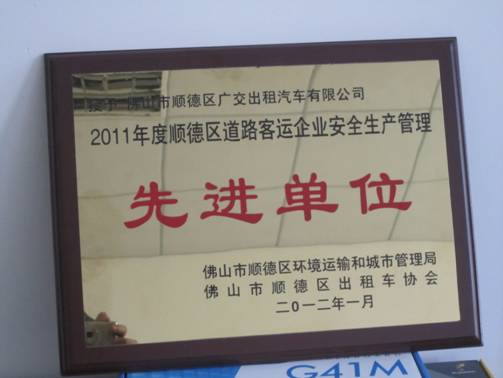 授予 佛山市顺德区广交出租汽车有限公司
2011年度顺德区道路客运企业安全生产管理
先进单位
佛山市顺德区环境运输和城市管理局
佛山市顺德区出租车协会
二〇一二年一月
G41M